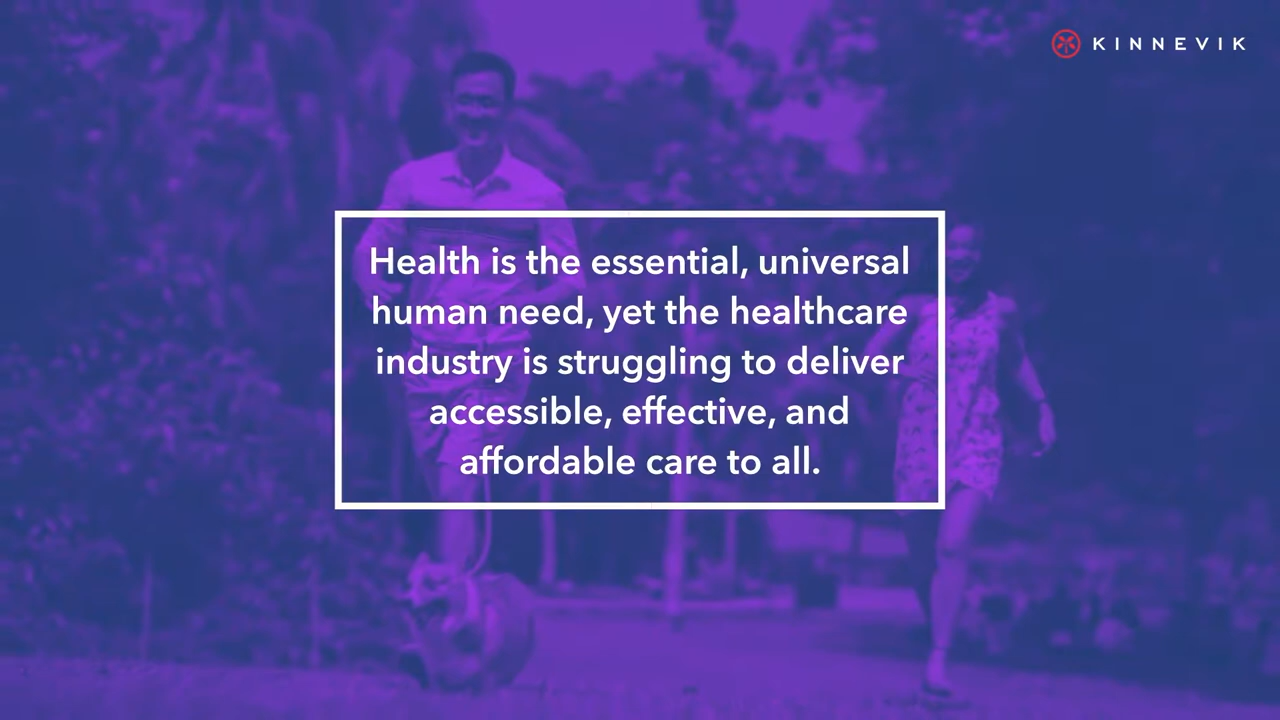 KINNEVIK
Health is the essential, universal
human need, yet the healthcare
industry is struggling to deliver
accessible, effective, and
affordable care to all.